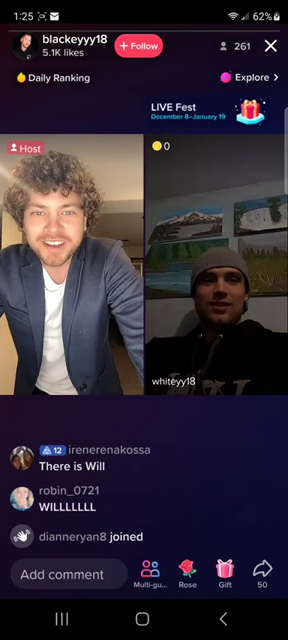 1:25
62%
blackeyyy18
5.1K likes
+ Follow
261
Daily Ranking
Explore >
LIVE Fest
December 8–January 19
Host
0
whiteyy18
12 irenerenakossa
There is Will
robin_0721
WILLLLLLL
dianneryan8 joined
Add comment
Multi-gu...
Rose
Gift
50